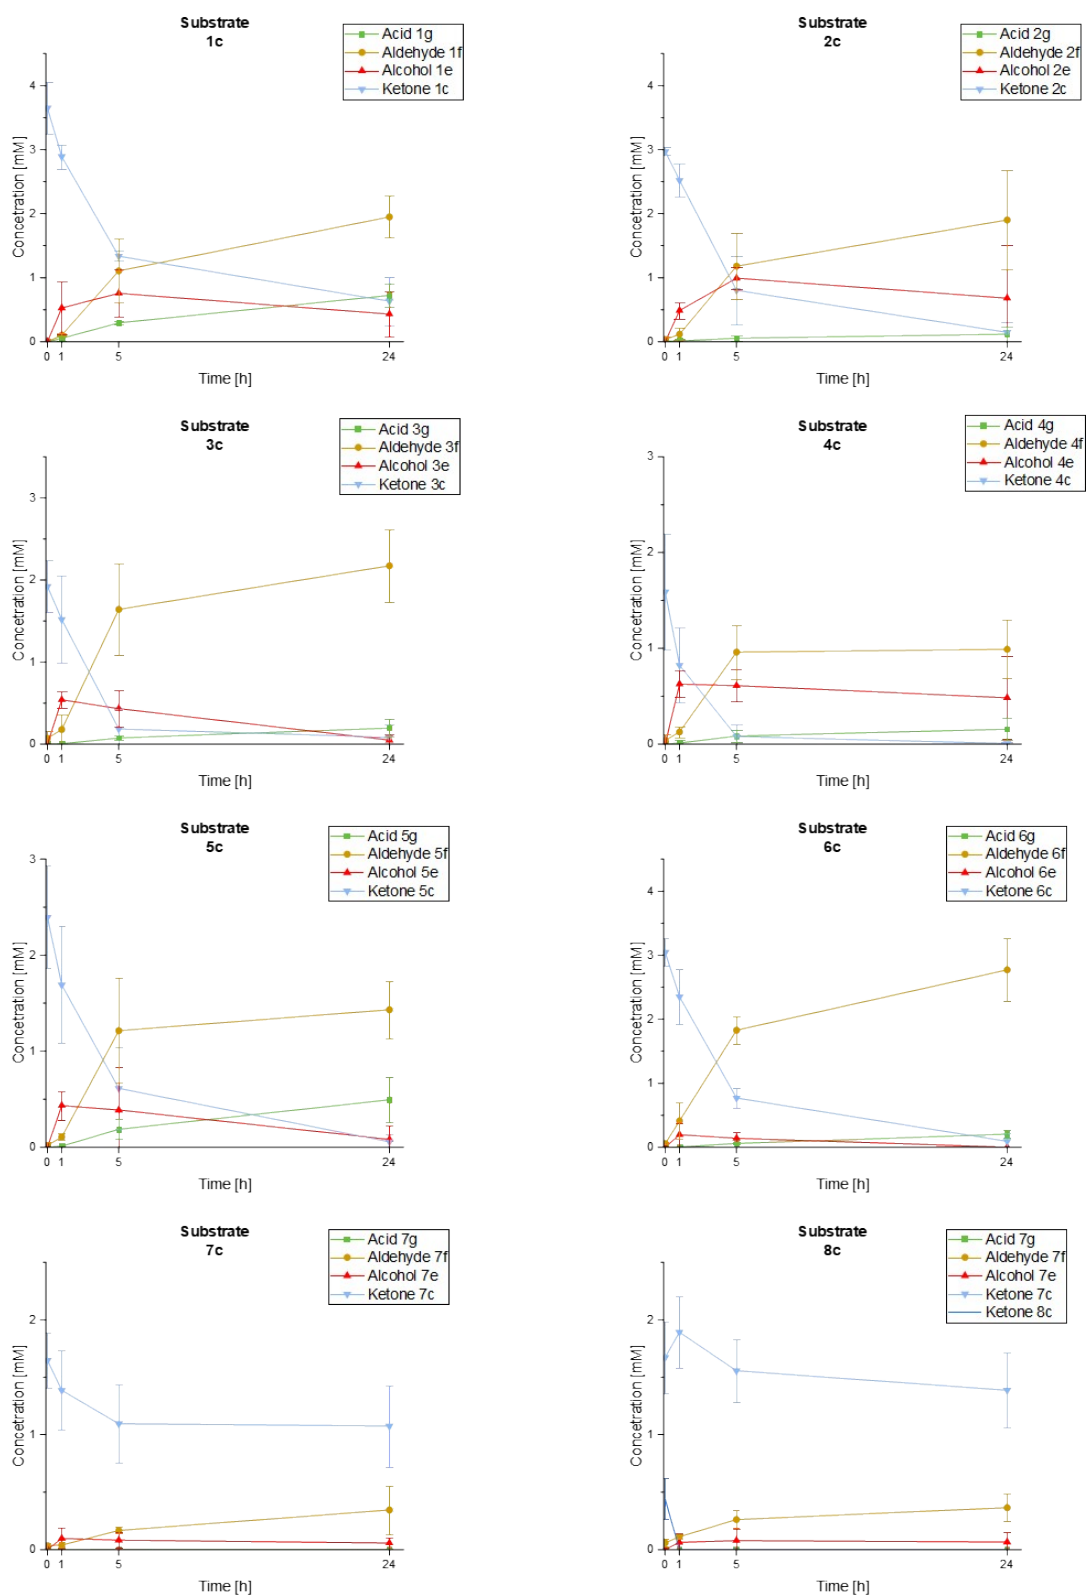 Substrate
1c
Acid 1g
Aldehyde 1f
Alcohol 1e
Ketone 1c
4
3
2
1
0
Concetration [mM]
0 1 5 24
Time [h]
Substrate
2c
Acid 2g
Aldehyde 2f
Alcohol 2e
Ketone 2c
4
3
2
1
0
Concetration [mM]
0 1 5 24
Time [h]
Substrate
3c
Acid 3g
Aldehyde 3f
Alcohol 3e
Ketone 3c
3
2
1
0
Concetration [mM]
0 1 5 24
Time [h]
Substrate
4c
Acid 4g
Aldehyde 4f
Alcohol 4e
Ketone 4c
3
2
1
0
Concetration [mM]
0 1 5 24
Time [h]
Substrate
5c
Acid 5g
Aldehyde 5f
Alcohol 5e
Ketone 5c
3
2
1
0
Concetration [mM]
0 1 5 24
Time [h]
Substrate
6c
Acid 6g
Aldehyde 6f
Alcohol 6e
Ketone 6c
4
3
2
1
0
Concetration [mM]
0 1 5 24
Time [h]
Substrate
7c
Acid 7g
Aldehyde 7f
Alcohol 7e
Ketone 7c
2
1
0
Concetration [mM]
0 1 5 24
Time [h]
Substrate
8c
Acid 7g
Aldehyde 7f
Alcohol 7e
Ketone 7c
Ketone 8c
2
1
0
Concetration [mM]
0 1 5 24
Time [h]